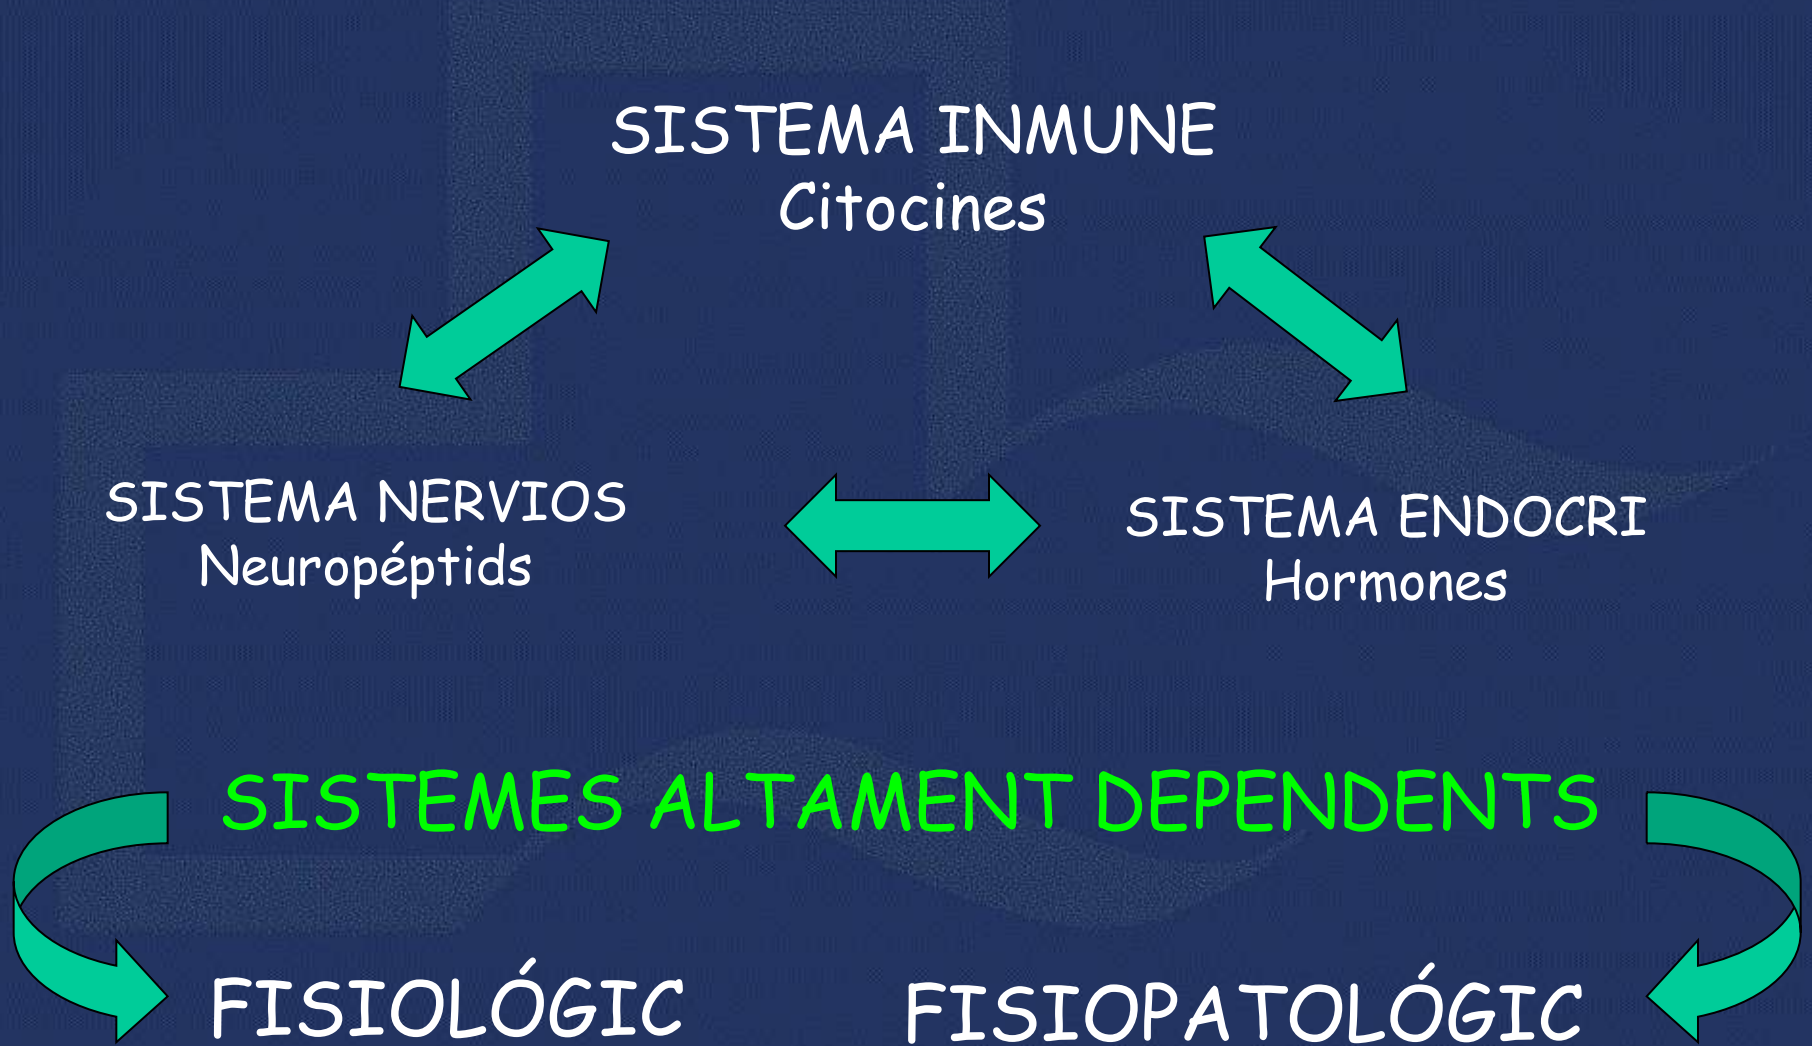 SISTEMA INMUNE
Citocines
SISTEMA NERVIOS
Neuropéptids
SISTEMA ENDOCRI
Hormones
SISTEMES ALTAMENT DEPENDENTS
FISIOLÓGIC
FISIOPATOLÓGIC